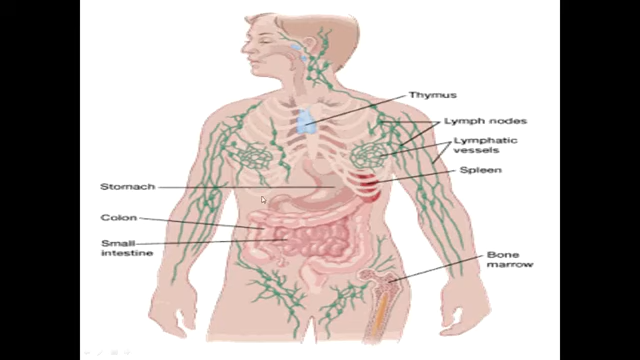 Thymus
Lymph nodes
Lymphatic
vessels
Spleen
Stomach
Colon
Small
intestine
Bone
marrow